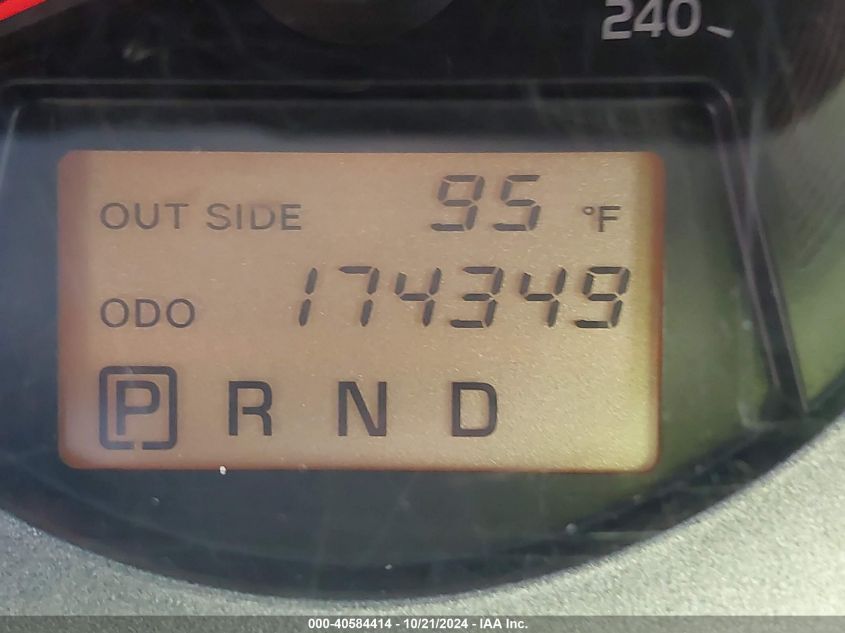 240
OUT SIDE 95 °F
ODO 174349
P R N D
000-40584414 - 10/21/2024 - IAA Inc.